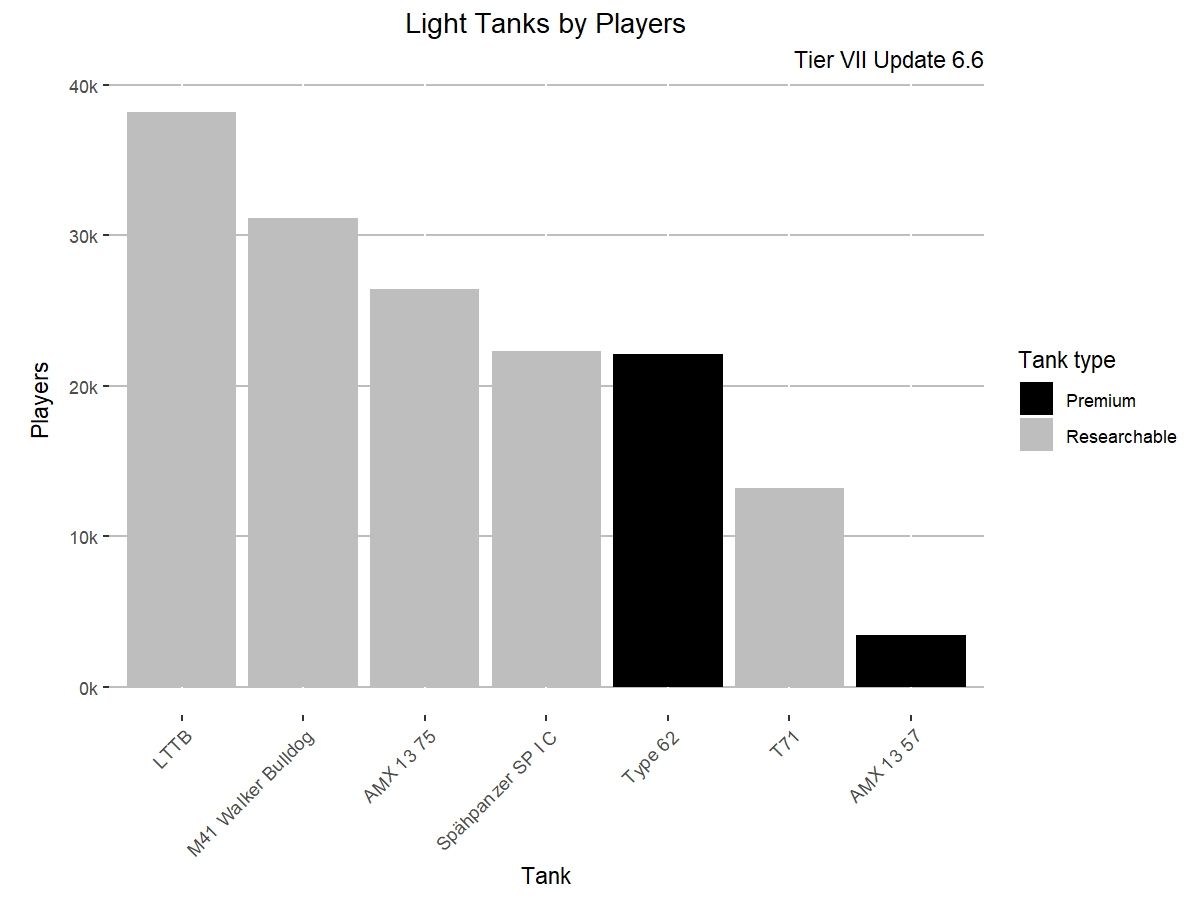 Light Tanks by Players
Tier VII Update 6.6
40k
30k
20k
10k
0k
Players
LTTB
M41 Walker Bulldog
AMX 13 75
Spähpanzer SP I C
Type 62
T71
AMX 13 57
Tank
Tank type
Premium
Researchable